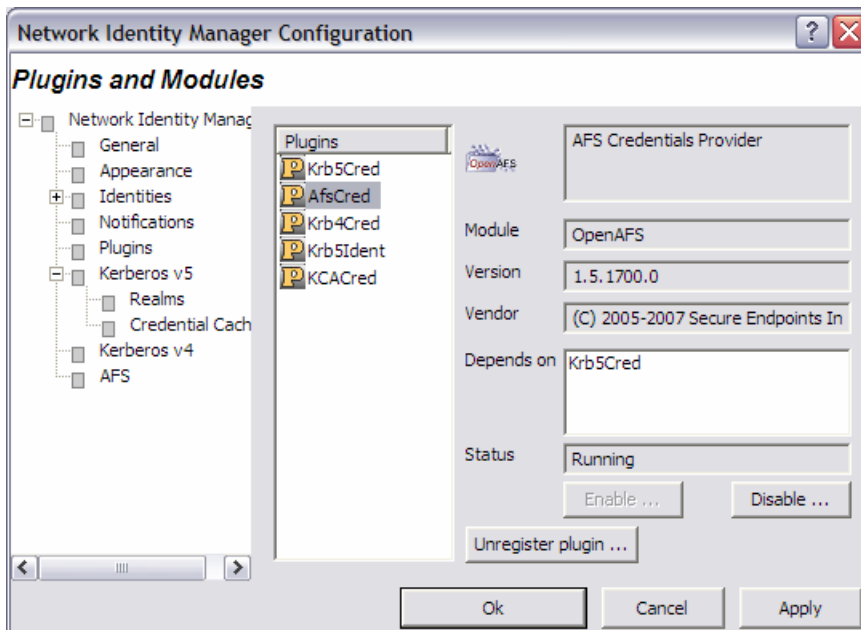 Network Identity Manager Configuration
Plugins and Modules
Network Identity Manag
General
Appearance
Identities
Notifications
Plugins
Kerberos v5
Realms
Credential Cach
Kerberos v4
AFS
Plugins
Krb5Cred
AfsCred
Krb4Cred
Krb5Ident
KCACred
OpenAFS
AFS Credentials Provider
Module
OpenAFS
Version
1.5.1700.0
Vendor
(C) 2005-2007 Secure Endpoints In
Depends on
Krb5Cred
Status
Running
Enable ...
Disable ...
Unregister plugin ...
Ok
Cancel
Apply